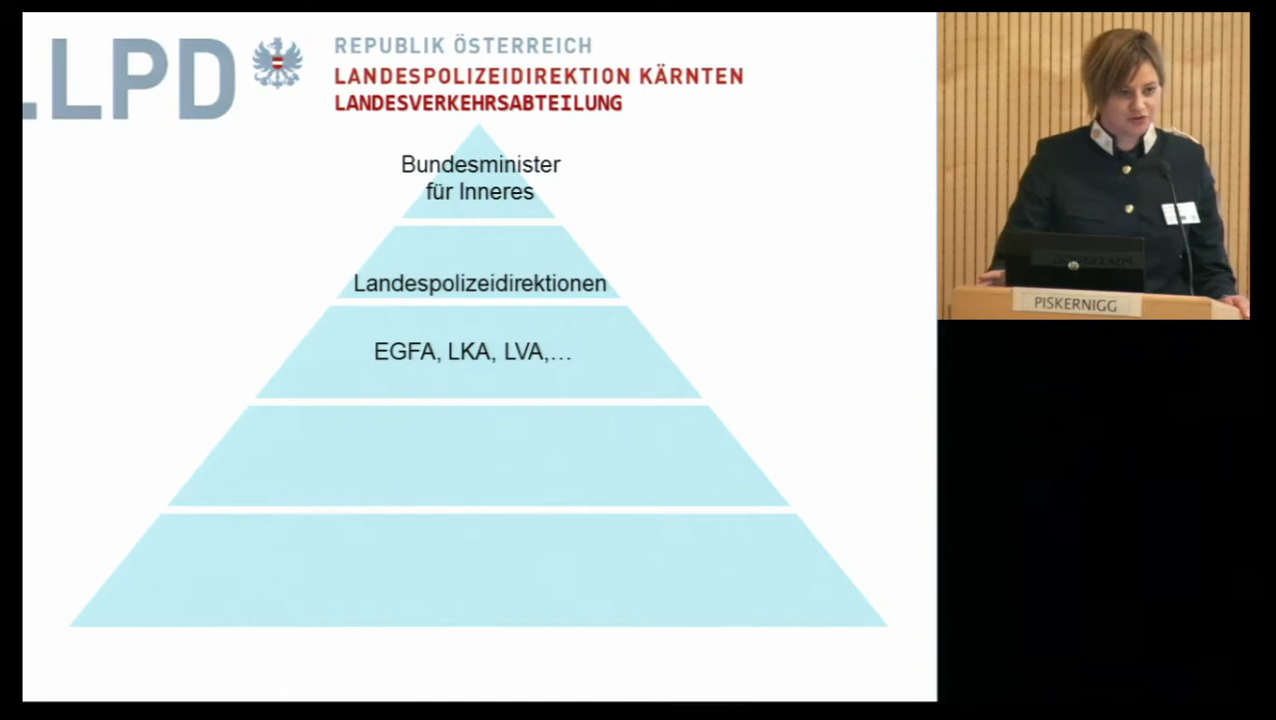 .LPD
REPUBLIK ÖSTERREICH
LANDESPOLIZEIDIREKTION KÄRNTEN
LANDESVERKEHRSABTEILUNG
Bundesminister
für Inneres
Landespolizeidirektionen
EGFA, LKA, LVA,…
PISKERNIGG